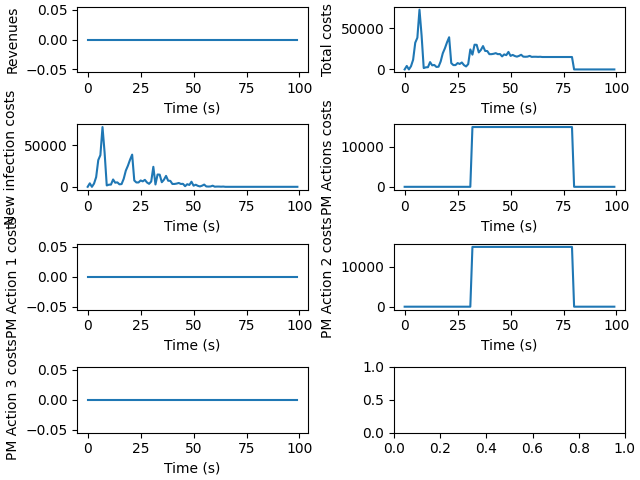 Revenues
0.05
0.00
−0.05
0 25 50 75 100
Time (s)
Total costs
50000
0
0 25 50 75 100
Time (s)
New infection costs
50000
0
0 25 50 75 100
Time (s)
PM Actions costs
10000
0
0 25 50 75 100
Time (s)
PM Action 1 costs
0.05
0.00
−0.05
0 25 50 75 100
Time (s)
PM Action 2 costs
10000
0
0 25 50 75 100
Time (s)
PM Action 3 costs
0.05
0.00
−0.05
0 25 50 75 100
Time (s)
1.0
0.5
0.0
0.0 0.2 0.4 0.6 0.8 1.0